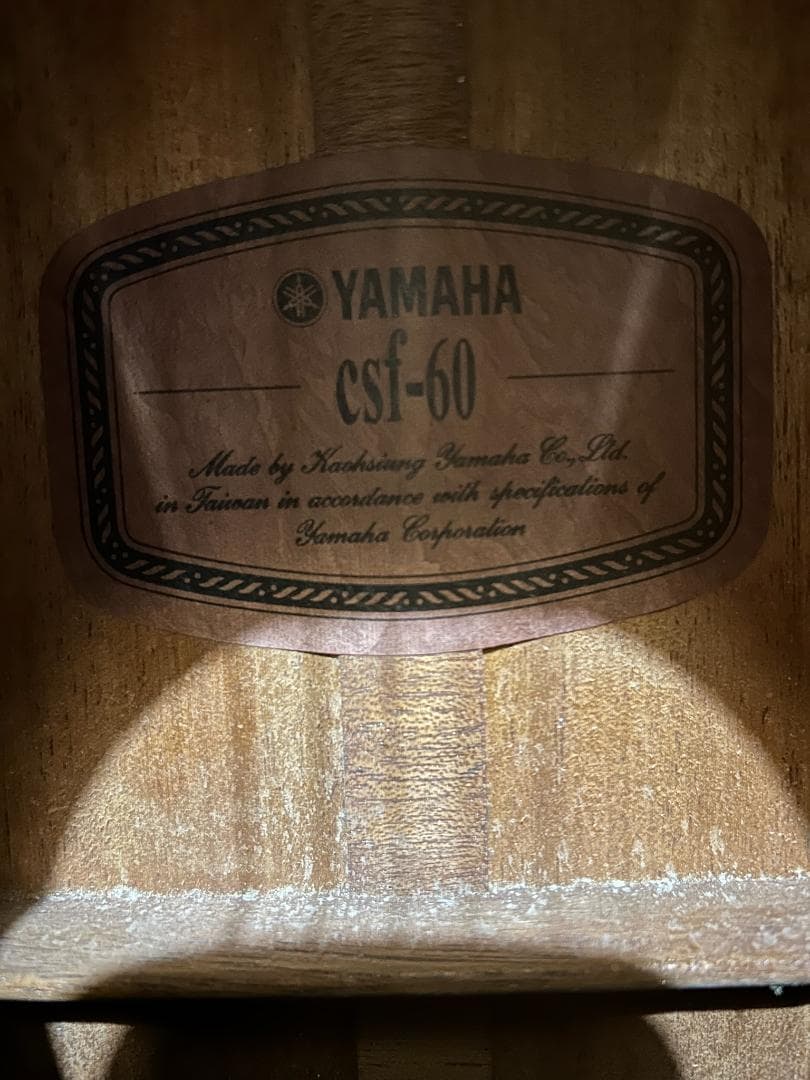 YAMAHA
csf-60
Made by Kaohsiung Yamaha Co., Ltd.
in Taiwan in accordance with specifications of
Yamaha Corporation